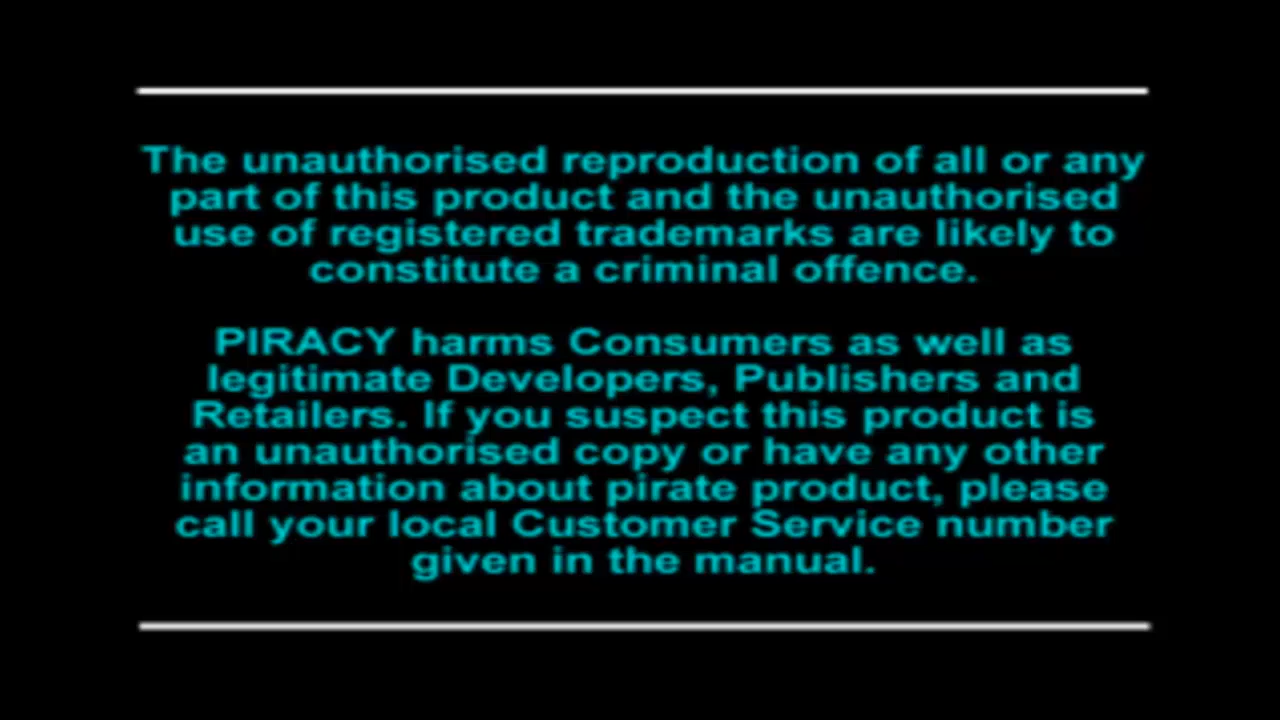 The unauthorised reproduction of all or any
part of this product and the unauthorised
use of registered trademarks are likely to
constitute a criminal offence.
PIRACY harms Consumers as well as
legitimate Developers, Publishers and
Retailers. If you suspect this product is
an unauthorised copy or have any other
information about pirate product, please
call your local Customer Service number
given in the manual.